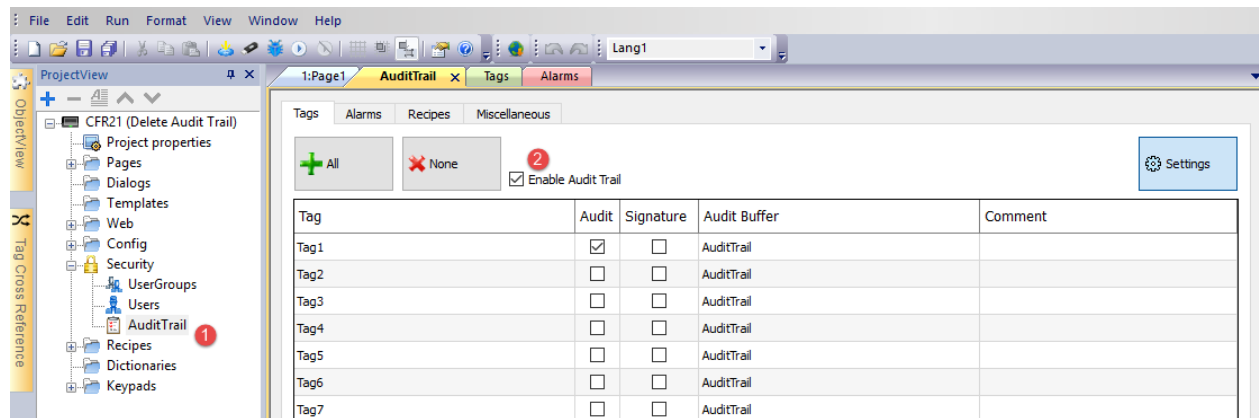 File Edit Run Format View Window Help
Lang1
ProjectView
1:Page1 AuditTrail Tags Alarms
ObjectView
Tag Cross Reference
CFR21 (Delete Audit Trail)
Project properties
Pages
Dialogs
Templates
Web
Config
Security
UserGroups
Users
AuditTrail
1
Recipes
Dictionaries
Keypads
Tags Alarms Recipes Miscellaneous
All None
2
Enable Audit Trail
Settings
Tag Audit Signature Audit Buffer Comment
Tag1 AuditTrail
Tag2 AuditTrail
Tag3 AuditTrail
Tag4 AuditTrail
Tag5 AuditTrail
Tag6 AuditTrail
Tag7 AuditTrail